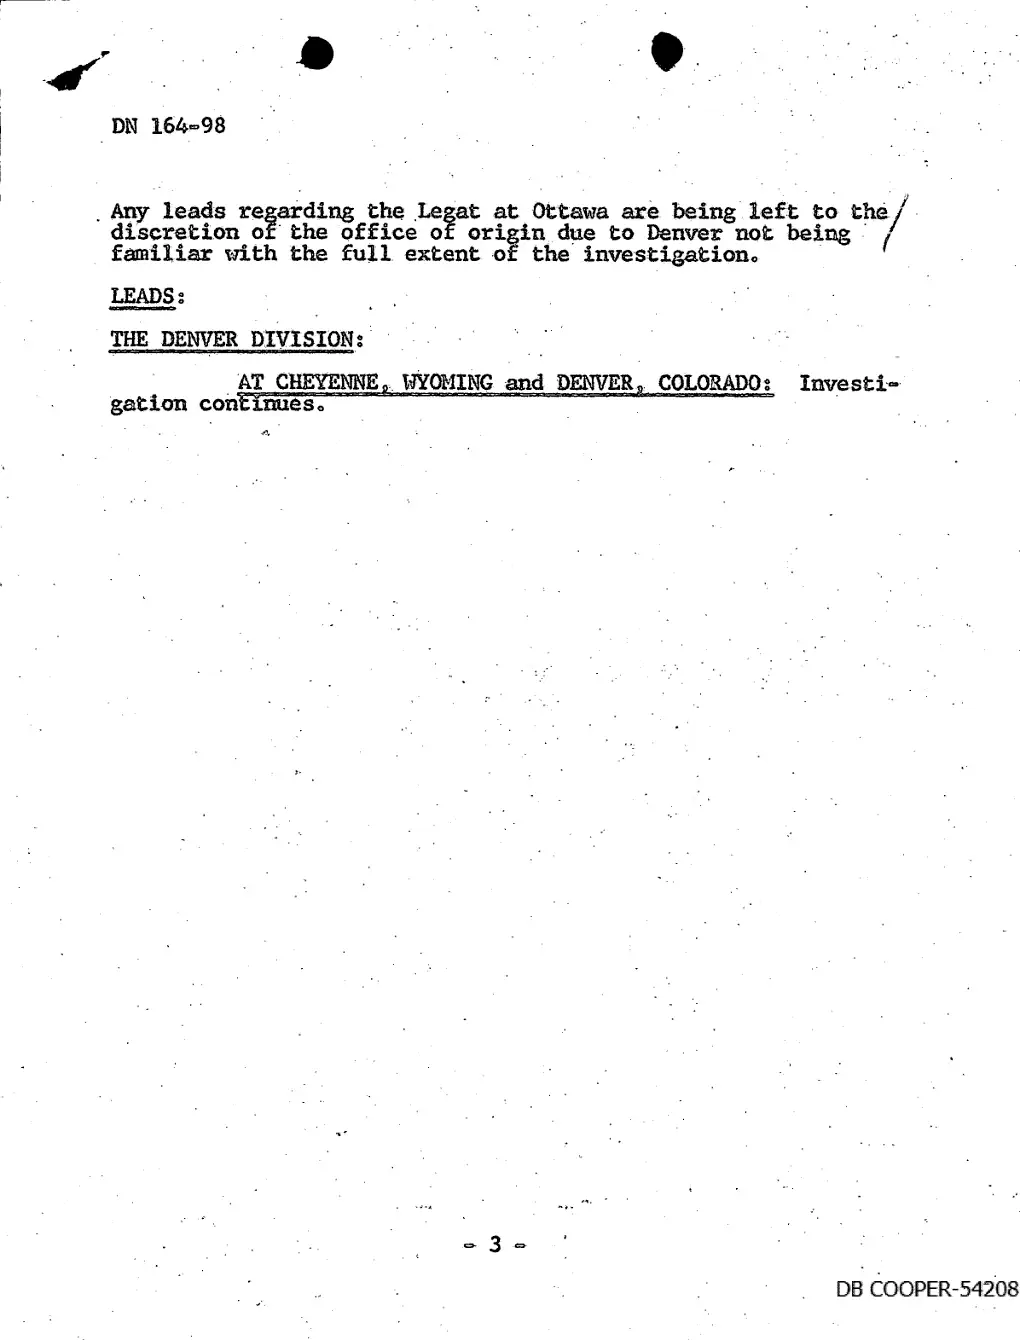 DN 164-98
Any leads regarding the Legat at Ottawa are being left to the
discretion of the office of origin due to Denver not being
familiar with the full extent of the investigation.
LEADS:
THE DENVER DIVISION:
AT CHEYENNE, WYOMING and DENVER, COLORADO: Investi-
gation continues.
- 3 -
DB COOPER-54208